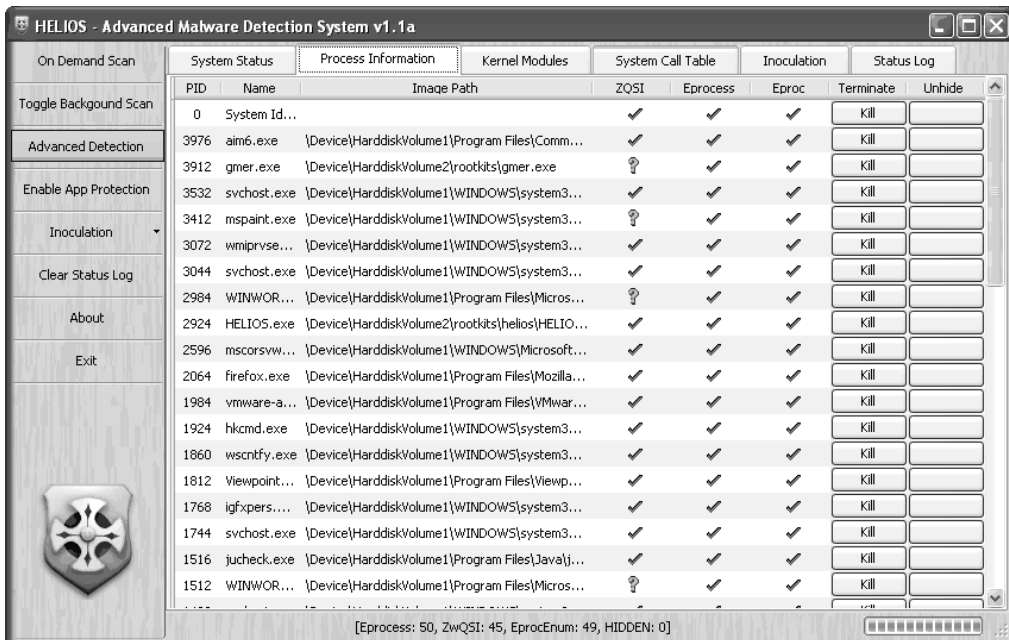 HELIOS - Advanced Malware Detection System v1.1a
On Demand Scan
Toggle Backgound Scan
Advanced Detection
Enable App Protection
Inoculation
Clear Status Log
About
Exit
System Status Process Information Kernel Modules System Call Table Inoculation Status Log
PID Name Image Path ZQSI Eprocess Eproc Terminate Unhide
0 System Id... Kill
3976 aim6.exe \Device\HarddiskVolume1\Program Files\Comm... Kill
3912 gmer.exe \Device\HarddiskVolume2\rootkits\gmer.exe ? Kill
3532 svchost.exe \Device\HarddiskVolume1\WINDOWS\system3... Kill
3412 mspaint.exe \Device\HarddiskVolume1\WINDOWS\system3... ? Kill
3072 wmiprvse... \Device\HarddiskVolume1\WINDOWS\system3... Kill
3044 svchost.exe \Device\HarddiskVolume1\WINDOWS\system3... Kill
2984 WINWOR... \Device\HarddiskVolume1\Program Files\Micros... ? Kill
2924 HELIOS.exe \Device\HarddiskVolume2\rootkits\helios\HELIO... Kill
2596 mscorsvw... \Device\HarddiskVolume1\WINDOWS\Microsoft... Kill
2064 firefox.exe \Device\HarddiskVolume1\Program Files\Mozilla... Kill
1984 vmware-a... \Device\HarddiskVolume1\Program Files\VMwar... Kill
1924 hkcmd.exe \Device\HarddiskVolume1\WINDOWS\system3... Kill
1860 wscntfy.exe \Device\HarddiskVolume1\WINDOWS\system3... Kill
1812 Viewpoint... \Device\HarddiskVolume1\Program Files\Viewp... Kill
1768 igfxpers.... \Device\HarddiskVolume1\WINDOWS\system3... Kill
1744 svchost.exe \Device\HarddiskVolume1\WINDOWS\system3... Kill
1516 jucheck.exe \Device\HarddiskVolume1\Program Files\Java\j... Kill
1512 WINWOR... \Device\HarddiskVolume1\Program Files\Micros... ? Kill
[Eprocess: 50, ZwQSI: 45, EprocEnum: 49, HIDDEN: 0]